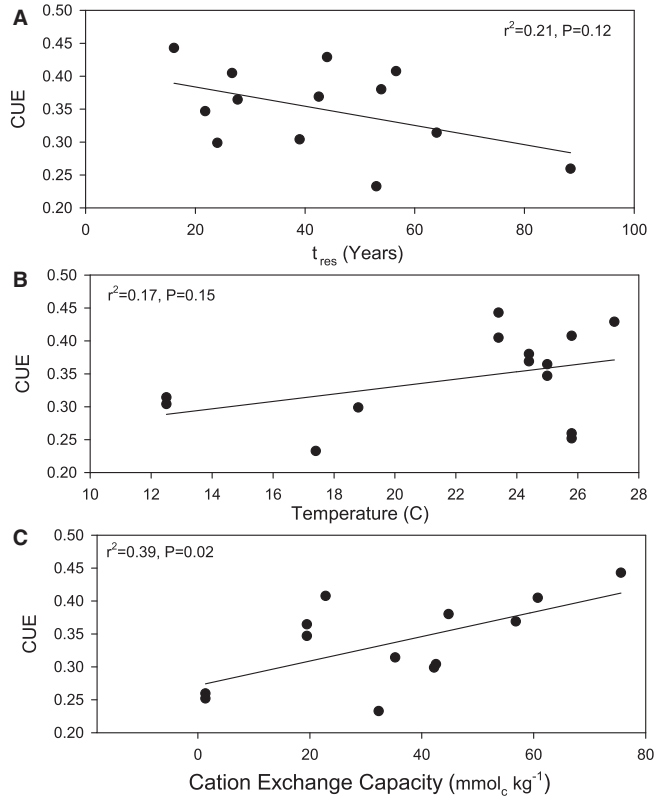 A
r²=0.21, P=0.12
0.50
0.45
0.40
0.35
0.30
0.25
0.20
CUE
0 20 40 60 80 100
t res (Years)
B
r²=0.17, P=0.15
0.50
0.45
0.40
0.35
0.30
0.25
0.20
CUE
10 12 14 16 18 20 22 24 26 28
Temperature (C)
C
r²=0.39, P=0.02
0.50
0.45
0.40
0.35
0.30
0.25
0.20
CUE
0 20 40 60 80
Cation Exchange Capacity (mmolc kg⁻¹)